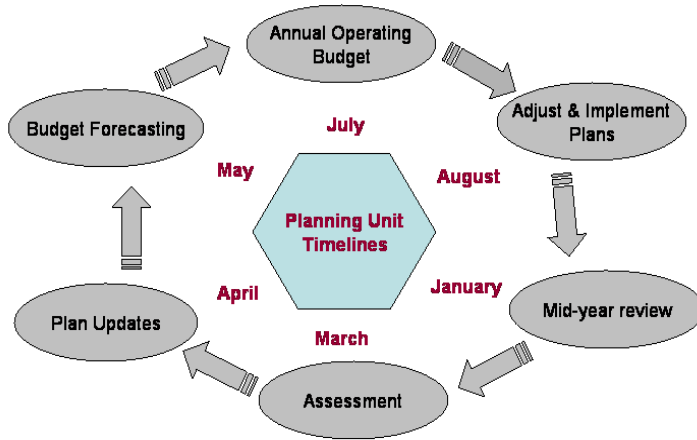 Annual Operating
Budget
Adjust & Implement
Plans
Budget Forecasting
July
May
August
Planning Unit
Timelines
April
January
Mid-year review
Plan Updates
March
Assessment